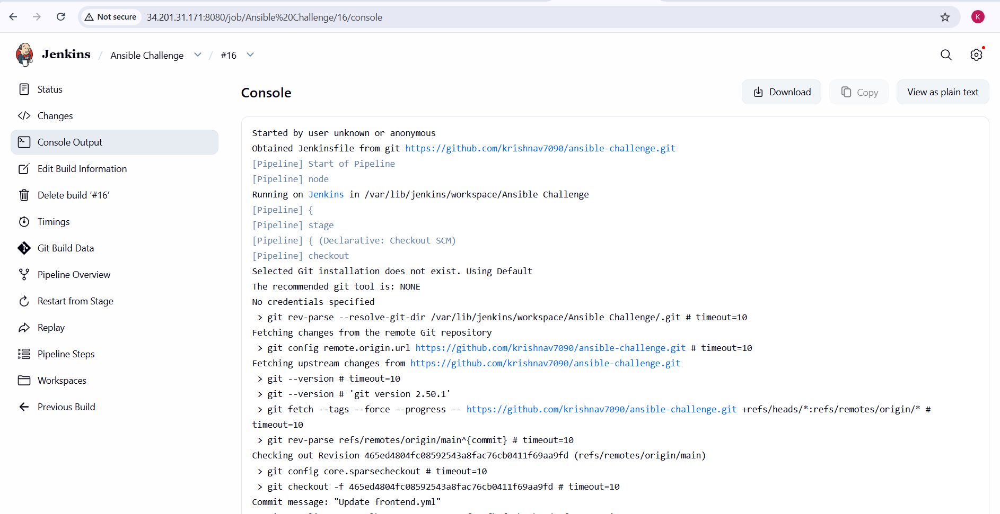 Not secure
34.201.31.171:8080/job/Ansible%20Challenge/16/console
K
Jenkins / Ansible Challenge / #16
Status
Changes
Console Output
Edit Build Information
Delete build ‘#16’
Timings
Git Build Data
Pipeline Overview
Restart from Stage
Replay
Pipeline Steps
Workspaces
Previous Build
Console
Download
Copy
View as plain text
Started by user unknown or anonymous
Obtained Jenkinsfile from git https://github.com/krishnav7090/ansible-challenge.git
[Pipeline] Start of Pipeline
[Pipeline] node
Running on Jenkins in /var/lib/jenkins/workspace/Ansible Challenge
[Pipeline] {
[Pipeline] stage
[Pipeline] { (Declarative: Checkout SCM)
[Pipeline] checkout
Selected Git installation does not exist. Using Default
The recommended git tool is: NONE
No credentials specified
> git rev-parse --resolve-git-dir /var/lib/jenkins/workspace/Ansible Challenge/.git # timeout=10
Fetching changes from the remote Git repository
> git config remote.origin.url https://github.com/krishnav7090/ansible-challenge.git # timeout=10
Fetching upstream changes from https://github.com/krishnav7090/ansible-challenge.git
> git --version # timeout=10
> git --version # 'git version 2.50.1'
> git fetch --tags --force --progress -- https://github.com/krishnav7090/ansible-challenge.git +refs/heads/*:refs/remotes/origin/* #
timeout=10
> git rev-parse refs/remotes/origin/main^{commit} # timeout=10
Checking out Revision 465ed4804fc08592543a8fac76cb0411f69aa9fd (refs/remotes/origin/main)
> git config core.sparsecheckout # timeout=10
> git checkout -f 465ed4804fc08592543a8fac76cb0411f69aa9fd # timeout=10
Commit message: "Update frontend.yml"